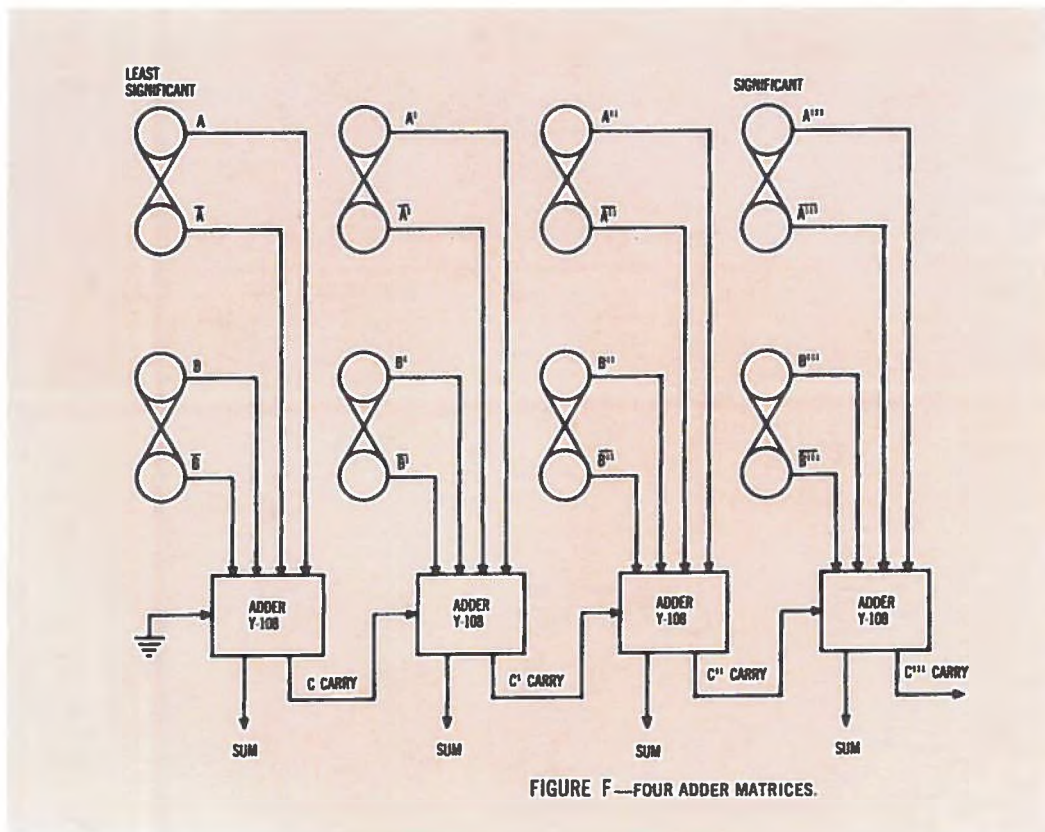 LEAST
SIGNIFICANT
SIGNIFICANT
A
A'
A''
A'''
A̅
A̅'̅
A̅'̅'̅
A̅'̅'̅'̅
B
B'
B''
B'''
B̅
B̅'̅
B̅'̅'̅
B̅'̅'̅'̅
ADDER
Y-108
ADDER
Y-108
ADDER
Y-108
ADDER
Y-108
C CARRY
C' CARRY
C'' CARRY
C''' CARRY
SUM
SUM
SUM
SUM
FIGURE F—FOUR ADDER MATRICES.